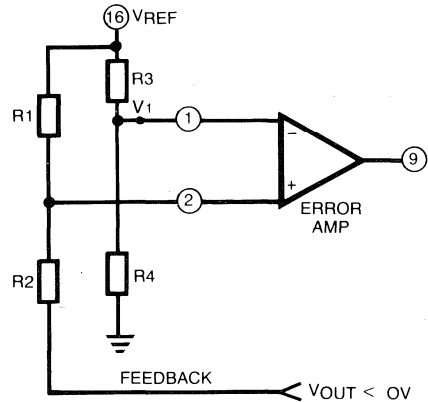 16 VREF
R3
R1
V1
1
−
9
2
+
ERROR
AMP
R2
R4
FEEDBACK
VOUT < 0V